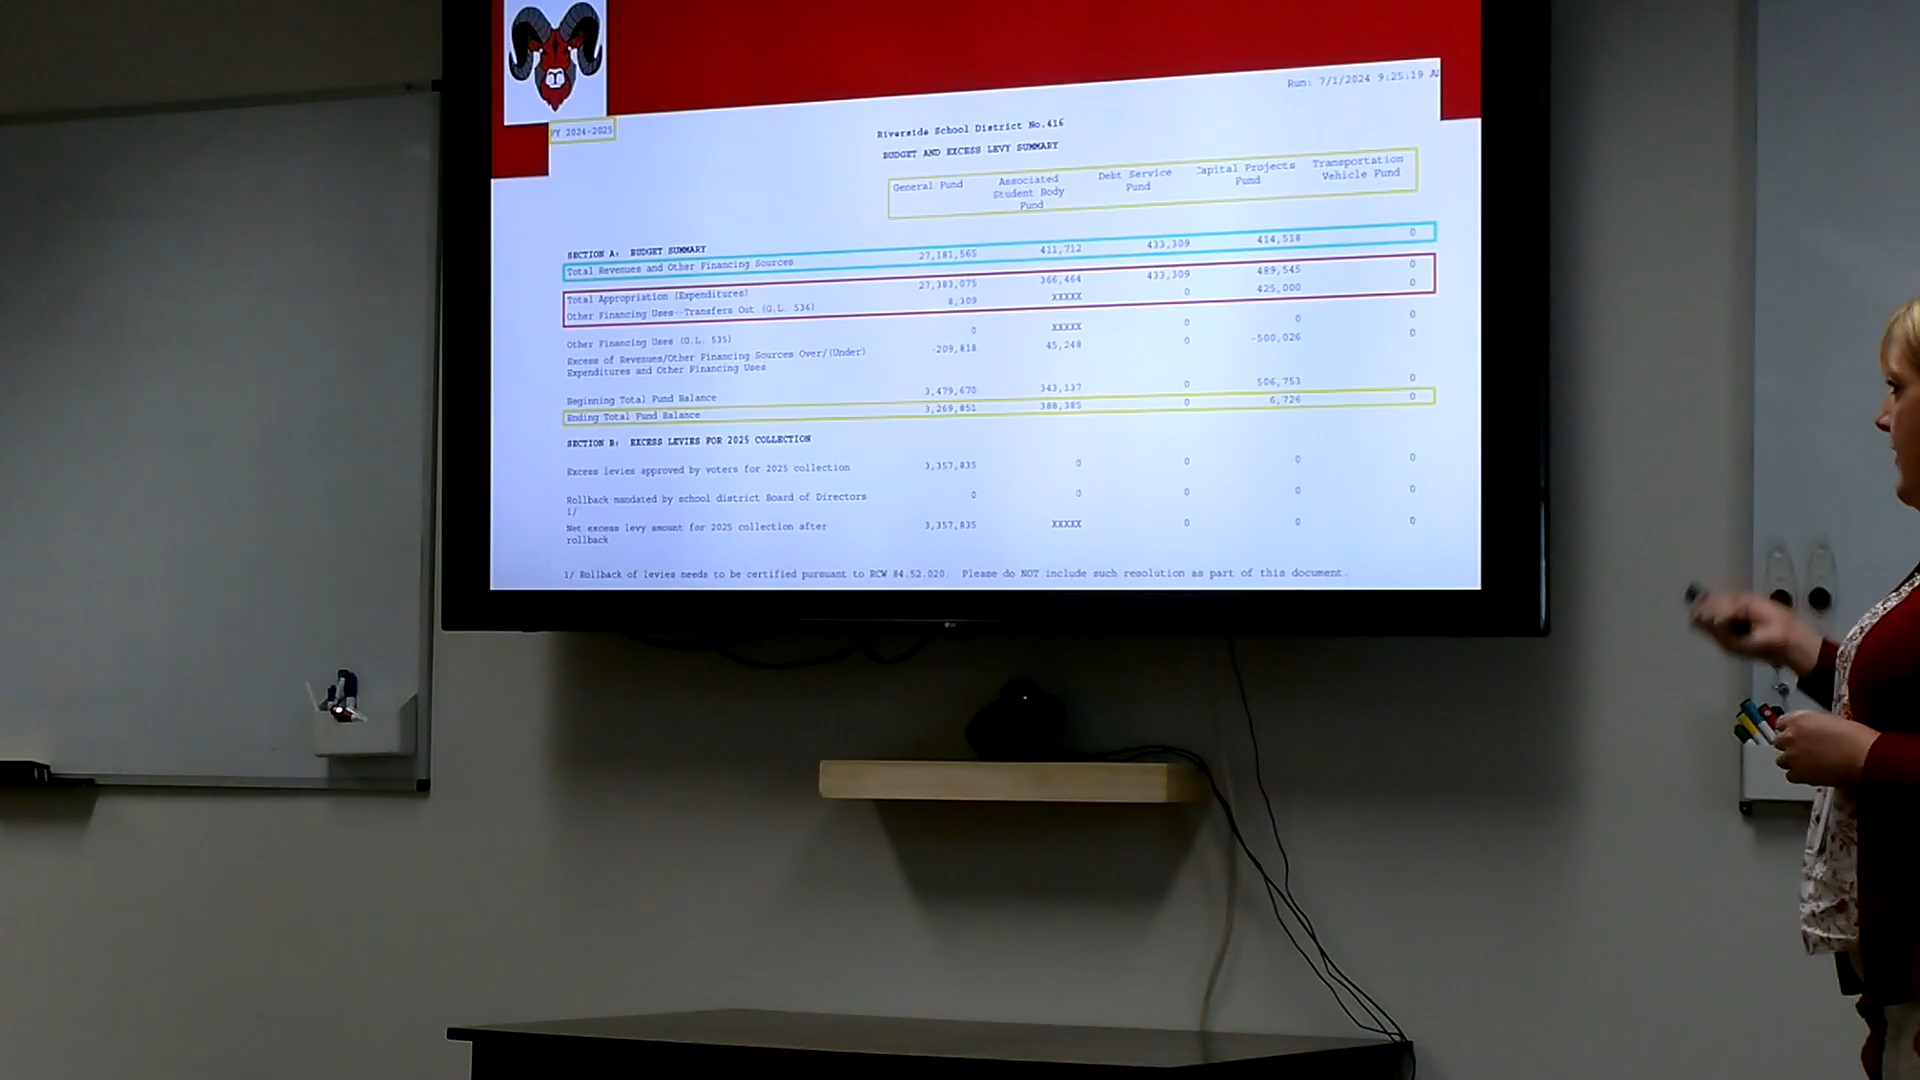 Run: 7/1/2024 9:25:19
FY 2024-2025
Riverside School District No.416
BUDGET AND EXCESS LEVY SUMMARY
General Fund Associated Student Body Fund Debt Service Fund Capital Projects Fund Transportation Vehicle Fund
SECTION A: BUDGET SUMMARY
Total Revenues and Other Financing Sources 27,181,565 411,712 433,309 414,518 0
Total Appropriation (Expenditures) 27,383,075 366,464 433,309 489,545 0
Other Financing Uses--Transfers Out (G.L. 536) 8,309 XXXXX 0 425,000 0
Other Financing Uses (G.L. 535) 0 XXXXX 0 0 0
Excess of Revenues/Other Financing Sources Over/(Under) -209,818 45,248 0 -500,026 0
Expenditures and Other Financing Uses
Beginning Total Fund Balance 3,479,670 343,137 0 506,753 0
Ending Total Fund Balance 3,269,851 388,385 0 6,726 0
SECTION B: EXCESS LEVIES FOR 2025 COLLECTION
Excess levies approved by voters for 2025 collection 3,357,835 0 0 0 0
Rollback mandated by school district Board of Directors 0 0 0 0 0
1/
Net excess levy amount for 2025 collection after 3,357,835 XXXXX 0 0 0
rollback
1/ Rollback of levies needs to be certified pursuant to RCW 84.52.020. Please do NOT include such resolution as part of this document.
LG